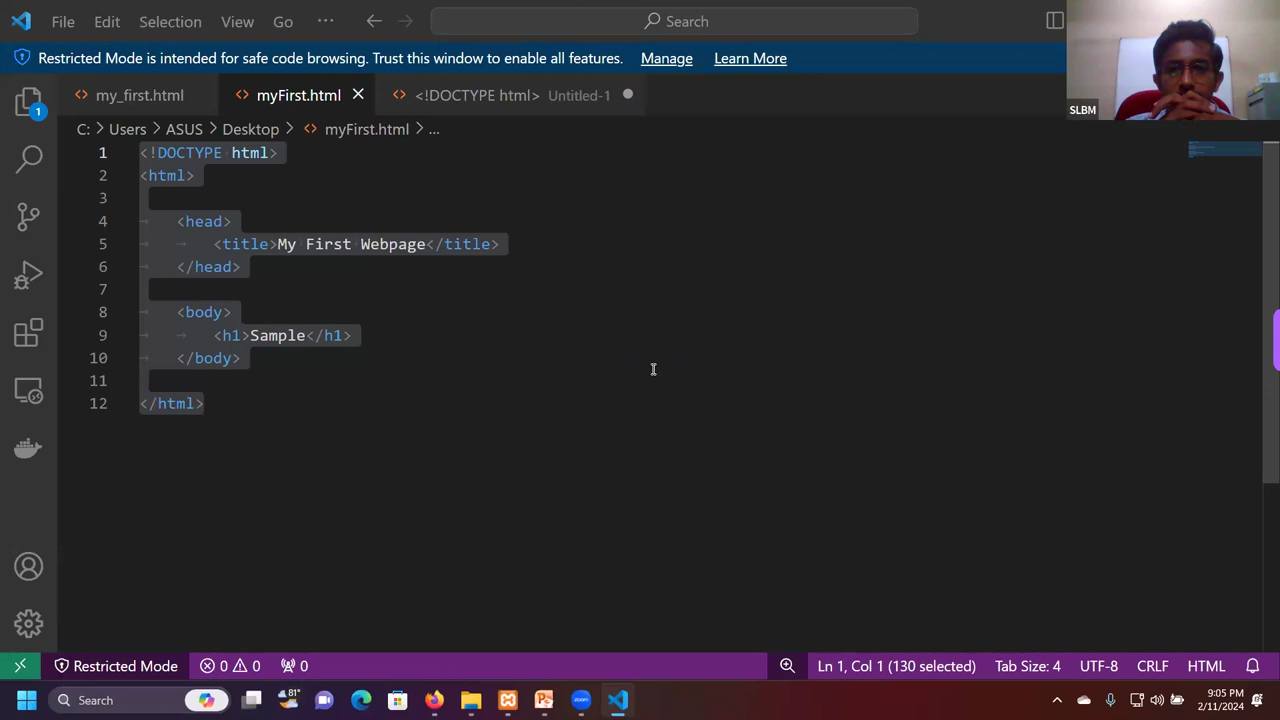 File Edit Selection View Go ··· Search
Restricted Mode is intended for safe code browsing. Trust this window to enable all features. Manage Learn More
my_first.html myFirst.html <!DOCTYPE html> Untitled-1
SLBM
C: > Users > ASUS > Desktop > myFirst.html > ...
1 <!DOCTYPE html>
2 <html>
3
4 <head>
5 <title>My First Webpage</title>
6 </head>
7
8 <body>
9 <h1>Sample</h1>
10 </body>
11
12 </html>
1
Restricted Mode 0 0 0 Ln 1, Col 1 (130 selected) Tab Size: 4 UTF-8 CRLF HTML
Search 81° zoom 9:05 PM
2/11/2024